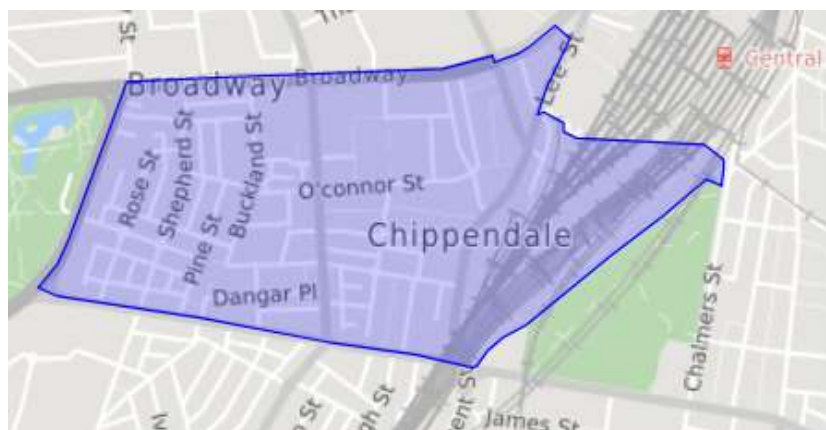 St
Lee St
Central
Broadway
Broadway
Rose St
Shepherd St
Buckland St
O'connor St
Pine St
Chippendale
Dangar Pl
Chalmers St
James St